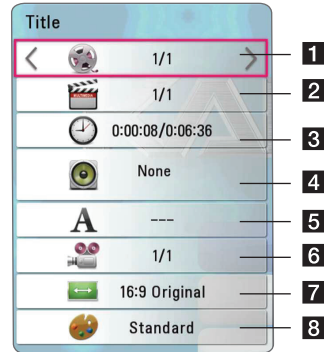 Title
1/1 1
1/1 2
0:00:08/0:06:36 3
None 4
A --- 5
1/1 6
16:9 Original 7
Standard 8